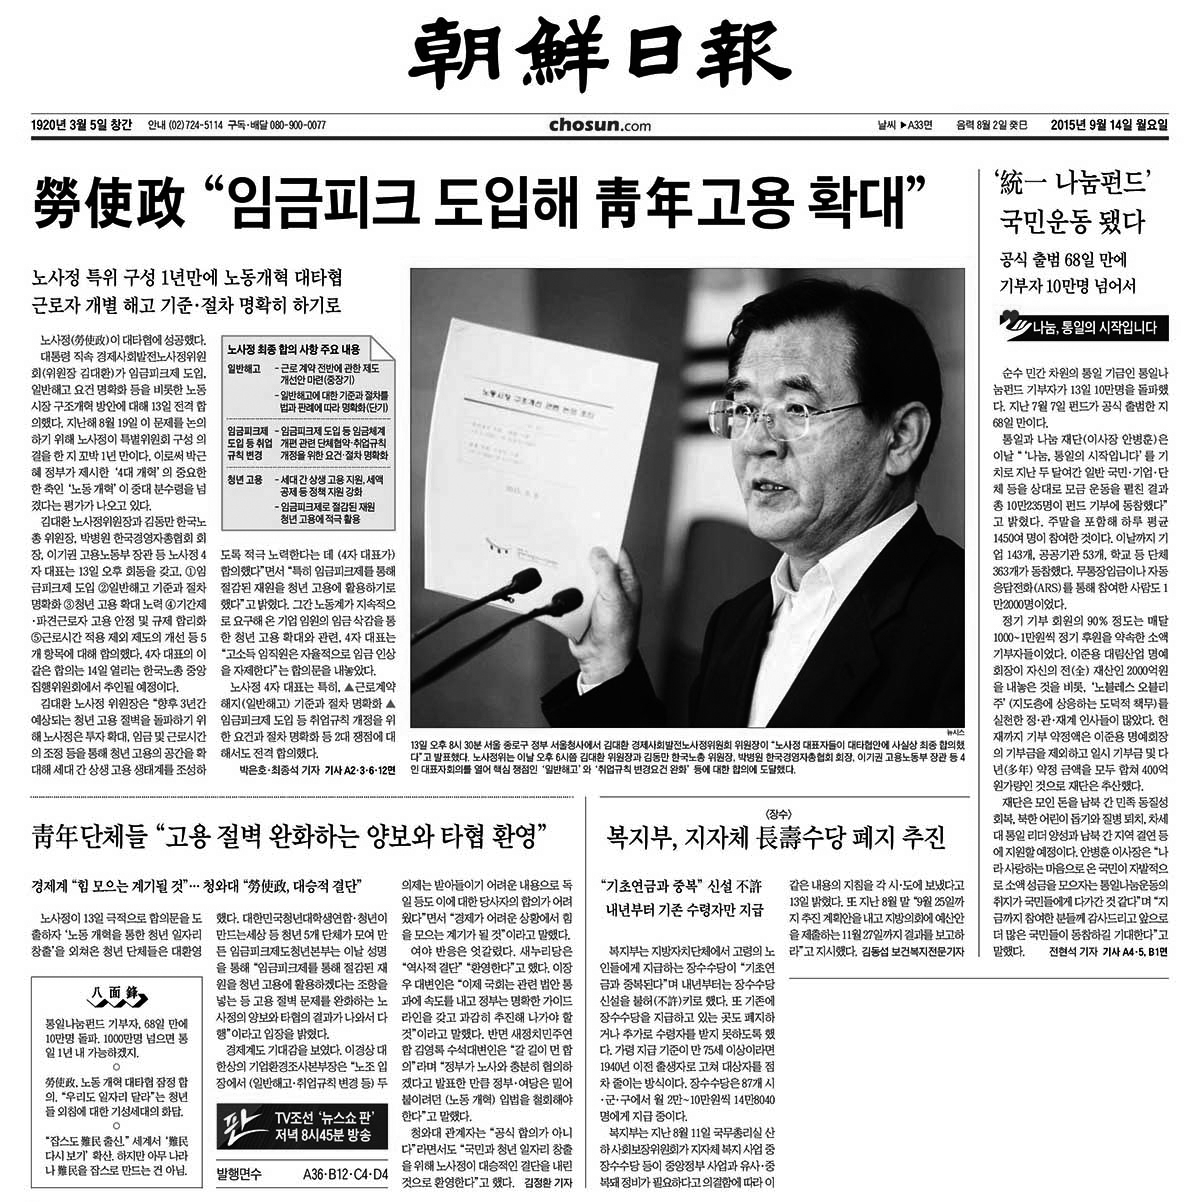 朝鮮日報
1920년 3월 5일 창간 안내 (02)724-5114 구독·배달 080-900-0077
chosun.com
날씨 ▶A33면 음력 8월 2일 癸巳 2015년 9월 14일 월요일
勞使政 “임금피크 도입해 靑年고용 확대”
노사정 특위 구성 1년만에 노동개혁 대타협
근로자 개별 해고 기준·절차 명확히 하기로
노사정(勞使政)이 대타협에 성공했다.
대통령 직속 경제사회발전노사정위원
회(위원장 김대환)가 임금피크제 도입,
일반해고 요건 명확화 등을 비롯한 노동
시장 구조개혁 방안에 대해 13일 전격 합
의했다. 지난해 8월 19일 이 문제를 논의
하기 위해 노사정이 특별위원회 구성 의
결을 한 지 꼬박 1년 만이다. 이로써 박근
혜 정부가 제시한 ‘4대 개혁’의 중요한
한 축인 ‘노동 개혁’이 중대 분수령을 넘
겼다는 평가가 나오고 있다.
김대환 노사정위원장과 김동만 한국노
총 위원장, 박병원 한국경영자총협회 회
장, 이기권 고용노동부 장관 등 노사정 4
자 대표는 13일 오후 회동을 갖고, ①임
금피크제 도입 ②일반해고 기준과 절차
명확화 ③청년 고용 확대 노력 ④기간제
·파견근로자 고용 안정 및 규제 합리화
⑤근로시간 적용 제외 제도의 개선 등 5
개 항목에 대해 합의했다. 4자 대표의 이
같은 합의는 14일 열리는 한국노총 중앙
집행위원회에서 추인될 예정이다.
김대환 노사정 위원장은 “향후 3년간
예상되는 청년 고용 절벽을 돌파하기 위
해 노사정은 투자 확대, 임금 및 근로시간
의 조정 등을 통해 청년 고용의 공간을 확
대해 세대 간 상생 고용 생태계를 조성하
노사정 최종 합의 사항 주요 내용
일반해고 - 근로 계약 전반에 관한 제도
개선안 마련(중장기)
- 일반해고에 대한 기준과 절차를
법과 판례에 따라 명확화(단기)
임금피크제 - 임금피크제 도입 등 임금체계
도입 등 취업 개편 관련 단체협약·취업규칙
규칙 변경 개정을 위한 요건·절차 명확화
청년 고용 - 세대 간 상생 고용 지원, 세액
공제 등 정책 지원 강화
- 임금피크제로 절감된 재원
청년 고용에 적극 활용
도록 적극 노력한다는 데 (4자 대표가)
합의했다”면서 “특히 임금피크제를 통해
절감된 재원을 청년 고용에 활용하기로
했다”고 밝혔다. 그간 노동계가 지속적으
로 요구해 온 기업 임원의 임금 삭감을 통
한 청년 고용 확대와 관련, 4자 대표는
“고소득 임직원은 자율적으로 임금 인상
을 자제한다”는 합의문을 내놓았다.
노사정 4자 대표는 특히, ▲근로계약
해지(일반해고) 기준과 절차 명확화 ▲
임금피크제 도입 등 취업규칙 개정을 위
한 요건과 절차 명확화 등 2대 쟁점에 대
해서도 전격 합의했다.
박은호·최종석 기자 기사 A2·3·6·12면
노동시장 구조개선 관련 논의 초안
뉴시스
13일 오후 8시 30분 서울 종로구 정부 서울청사에서 김대환 경제사회발전노사정위원회 위원장이 “노사정 대표자들이 대타협안에 사실상 최종 합의했
다”고 발표했다. 노사정위는 이날 오후 6시쯤 김대환 위원장과 김동만 한국노총 위원장, 박병원 한국경영자총협회 회장, 이기권 고용노동부 장관 등 4
인 대표자회의를 열어 핵심 쟁점인 ‘일반해고’와 ‘취업규칙 변경요건 완화’ 등에 대한 합의에 도달했다.
‘統一 나눔펀드’
국민운동 됐다
공식 출범 68일 만에
기부자 10만명 넘어서
나눔, 통일의 시작입니다
순수 민간 차원의 통일 기금인 통일나
눔펀드 기부자가 13일 10만명을 돌파했
다. 지난 7월 7일 펀드가 공식 출범한 지
68일 만이다.
통일과 나눔 재단(이사장 안병훈)은
이날 “‘나눔, 통일의 시작입니다’를 기
치로 지난 두 달여간 일반 국민·기업·단
체 등을 상대로 모금 운동을 펼친 결과
총 10만235명이 펀드 기부에 동참했다”
고 밝혔다. 주말을 포함해 하루 평균
1450여 명이 참여한 것이다. 이날까지 기
업 143개, 공공기관 53개, 학교 등 단체
363개가 동참했다. 무통장입금이나 자동
응답전화(ARS)를 통해 참여한 사람도 1
만2000명이었다.
정기 기부 회원의 90% 정도는 매달
1000~1만원씩 정기 후원을 약속한 소액
기부자들이었다. 이준용 대림산업 명예
회장이 자신의 전(全) 재산인 2000억원
을 내놓은 것을 비롯, ‘노블레스 오블리
주’(지도층에 상응하는 도덕적 책무)를
실천한 정·관·재계 인사들이 많았다. 현
재까지 기부 약정액은 이준용 명예회장
의 기부금을 제외하고 일시 기부금 및 다
년(多年) 약정 금액을 모두 합쳐 400억
원가량인 것으로 재단은 추산했다.
재단은 모인 돈을 남북 간 민족 동질성
회복, 북한 어린이 돕기와 질병 퇴치, 차세
대 통일 리더 양성과 남북 간 지역 결연 등
에 지원할 예정이다. 안병훈 이사장은 “나
라 사랑하는 마음으로 온 국민이 자발적으
로 소액 성금을 모으자는 통일나눔운동의
취지가 국민들에게 다가간 것 같다”며 “지
금까지 참여한 분들께 감사드리고 앞으로
더 많은 국민들이 동참하길 기대한다”고
말했다. 전현석 기자 기사 A4·5, B1면
靑年단체들 “고용 절벽 완화하는 양보와 타협 환영”
경제계 “힘 모으는 계기될 것”… 청와대 “勞使政, 대승적 결단”
노사정이 13일 극적으로 합의문을 도
출하자 ‘노동 개혁을 통한 청년 일자리
창출’을 외쳐온 청년 단체들은 대환영
했다. 대한민국청년대학생연합·청년이
만드는세상 등 청년 5개 단체가 모여 만
든 임금피크제도청년본부는 이날 성명
을 통해 “임금피크제를 통해 절감된 재
원을 청년 고용에 활용하겠다는 조항을
넣는 등 고용 절벽 문제를 완화하는 노
사정의 양보와 타협의 결과가 나와서 다
행”이라고 입장을 밝혔다.
경제계도 기대감을 보였다. 이경상 대
한상의 기업환경조사본부장은 “노조 입
장에서 (일반해고·취업규칙 변경 등) 두
의제는 받아들이기 어려운 내용으로 독
일 등도 이에 대한 당사자의 합의가 어려
웠다”면서 “경제가 어려운 상황에서 힘
을 모으는 계기가 될 것”이라고 말했다.
여야 반응은 엇갈렸다. 새누리당은
“역사적 결단” “환영한다”고 했다. 이장
우 대변인은 “이제 국회는 관련 법안 통
과에 속도를 내고 정부는 명확한 가이드
라인을 갖고 과감히 추진해 나가야 할
것”이라고 말했다. 반면 새정치민주연
합 김영록 수석대변인은 “갈 길이 먼 합
의”라며 “정부가 노사와 충분히 협의하
겠다고 발표한 만큼 정부·여당은 밀어
붙이려던 (노동 개혁) 입법을 철회해야
한다”고 말했다.
청와대 관계자는 “공식 합의가 아니
다”라면서도 “국민과 청년 일자리 창출
을 위해 노사정이 대승적인 결단을 내린
것으로 환영한다”고 했다. 김정환 기자
八面鋒
통일나눔펀드 기부자, 68일 만에
10만명 돌파. 1000만명 넘으면 통
일 1년 내 가능하겠지.
○
勞使政, 노동 개혁 대타협 잠정 합
의. “우리도 일자리 달라”는 청년
들 외침에 대한 기성세대의 화답.
○
“잡스도 難民 출신.” 세계서 ‘難民
다시 보기’ 확산. 하지만 아무 나라
나 難民을 잡스로 만드는 건 아님.
판 TV조선 ‘뉴스쇼 판’
저녁 8시45분 방송
발행면수 A36·B12·C4·D4
〈장수〉
복지부, 지자체 長壽수당 폐지 추진
“기초연금과 중복” 신설 不許
내년부터 기존 수령자만 지급
복지부는 지방자치단체에서 고령의 노
인들에게 지급하는 장수수당이 “기초연
금과 중복된다”며 내년부터는 장수수당
신설을 불허(不許)키로 했다. 또 기존에
장수수당을 지급하고 있는 곳도 폐지하
거나 추가로 수령자를 받지 못하도록 했
다. 가령 지급 기준이 만 75세 이상이라면
1940년 이전 출생자로 고쳐 대상자를 점
차 줄이는 방식이다. 장수수당은 87개 시
·군·구에서 월 2만~10만원씩 14만8040
명에게 지급 중이다.
복지부는 지난 8월 11일 국무총리실 산
하 사회보장위원회가 지자체 복지 사업 중
장수수당 등이 중앙정부 사업과 유사·중
복돼 정비가 필요하다고 의결함에 따라 이
같은 내용의 지침을 각 시·도에 보냈다고
13일 밝혔다. 또 지난 8월 말 “9월 25일까
지 추진 계획안을 내고 지방의회에 예산안
을 제출하는 11월 27일까지 결과를 보고하
라”고 지시했다. 김동섭 보건복지전문기자